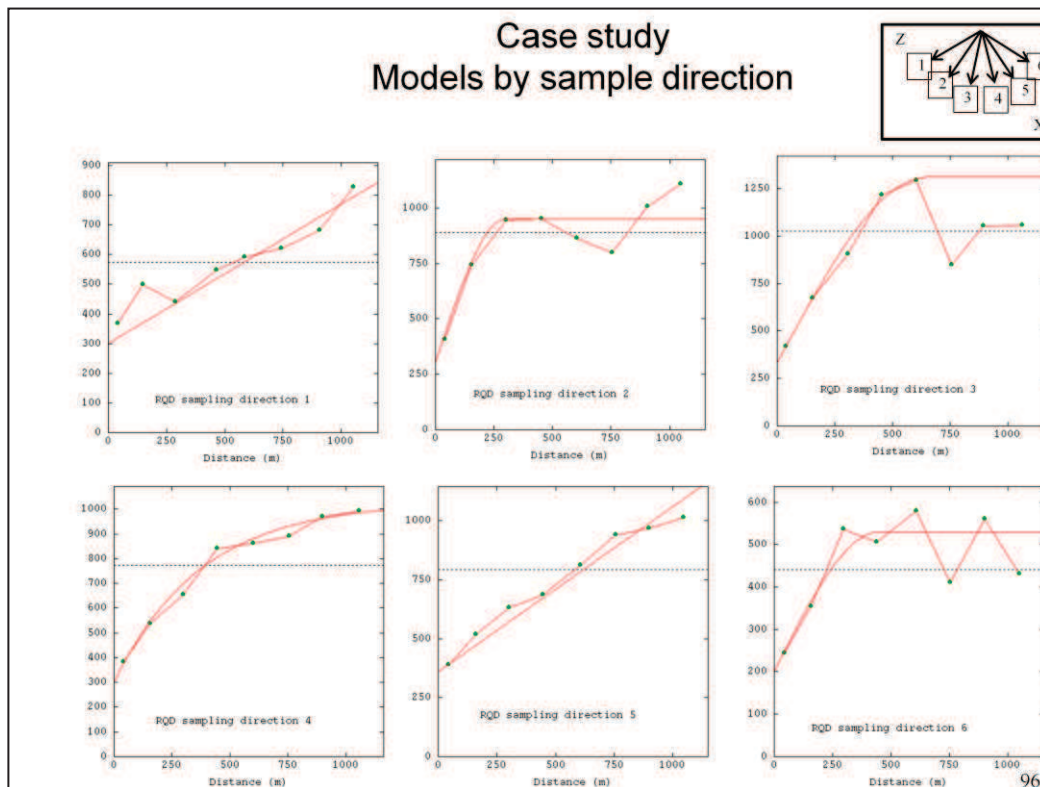 Case study
Models by sample direction
Z
1
2
3
4
5
6
X
900
800
700
600
500
400
300
200
100
0
0 250 500 750 1000
Distance (m)
RQD sampling direction 1
1000
750
500
250
0
0 250 500 750 1000
Distance (m)
RQD sampling direction 2
1250
1000
750
500
250
0
0 250 500 750 1000
Distance (m)
RQD sampling direction 3
1000
900
800
700
600
500
400
300
200
100
0
0 250 500 750 1000
Distance (m)
RQD sampling direction 4
1000
750
500
250
0
0 250 500 750 1000
Distance (m)
RQD sampling direction 5
600
500
400
300
200
100
0
0 250 500 750 1000
Distance (m)
RQD sampling direction 6
96